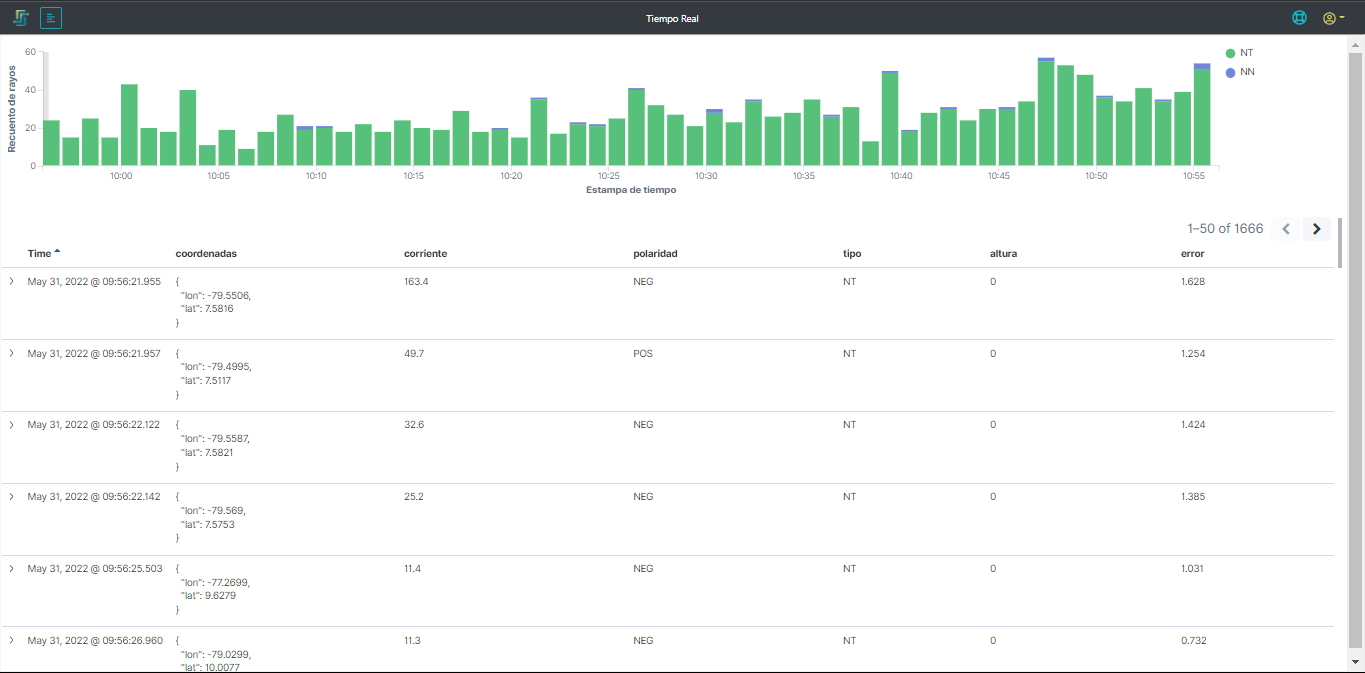 Tiempo Real
Recuento de rayos
60
40
20
0
NT
NN
10:00 10:05 10:10 10:15 10:20 10:25 10:30 10:35 10:40 10:45 10:50 10:55
Estampa de tiempo
1–50 of 1666
Time coordenadas corriente polaridad tipo altura error
May 31, 2022 @ 09:56:21.955 { 163.4 NEG NT 0 1.628
"lon": -79.5506,
"lat": 7.5816
}
May 31, 2022 @ 09:56:21.957 { 49.7 POS NT 0 1.254
"lon": -79.4995,
"lat": 7.5117
}
May 31, 2022 @ 09:56:22.122 { 32.6 NEG NT 0 1.424
"lon": -79.5587,
"lat": 7.5821
}
May 31, 2022 @ 09:56:22.142 { 25.2 NEG NT 0 1.385
"lon": -79.569,
"lat": 7.5753
}
May 31, 2022 @ 09:56:25.503 { 11.4 NEG NT 0 1.031
"lon": -77.2699,
"lat": 9.6279
}
May 31, 2022 @ 09:56:26.960 { 11.3 NEG NT 0 0.732
"lon": -79.0299,
"lat": 10.0077